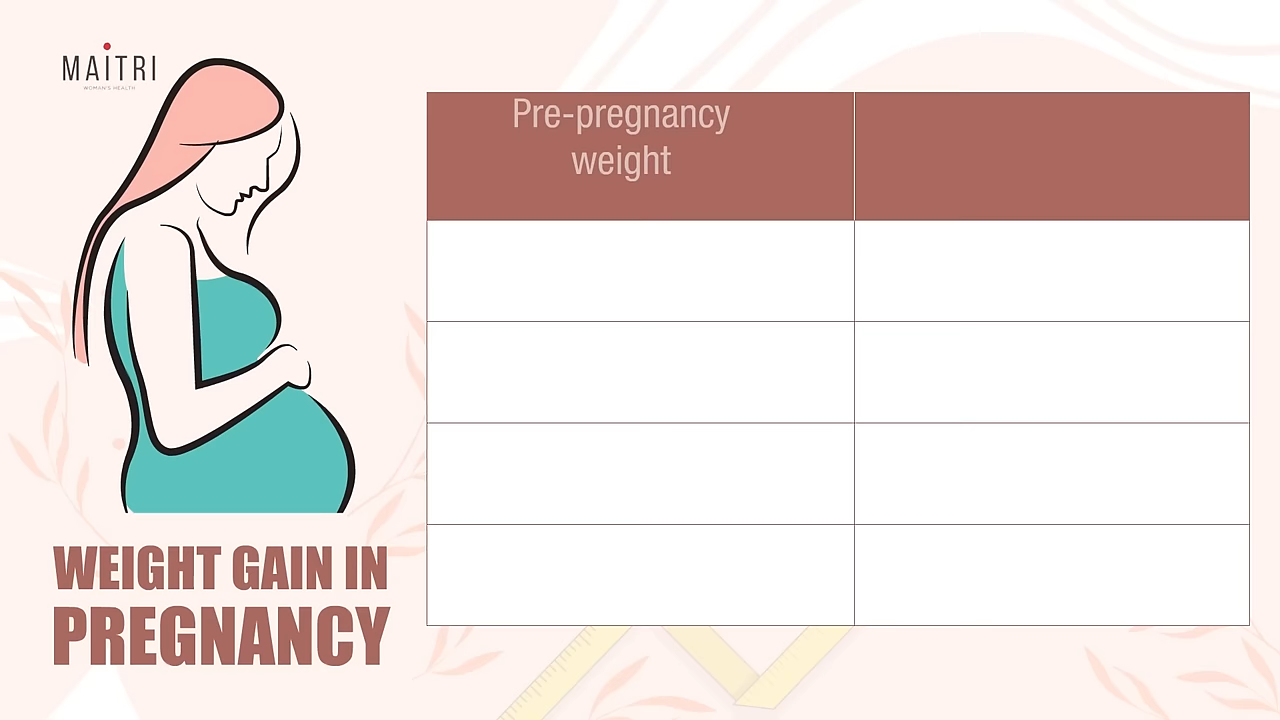 MAITRI
WOMAN'S HEALTH
Pre-pregnancy
weight
WEIGHT GAIN IN
PREGNANCY